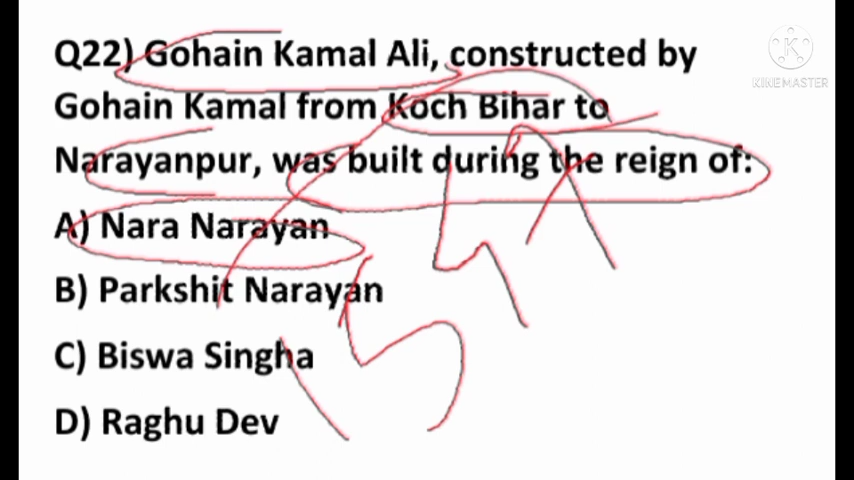 Q22) Gohain Kamal Ali, constructed by
Gohain Kamal from Koch Bihar to
Narayanpur, was built during the reign of:
A) Nara Narayan
B) Parkshit Narayan
C) Biswa Singha
D) Raghu Dev
K
KINEMASTER
1547